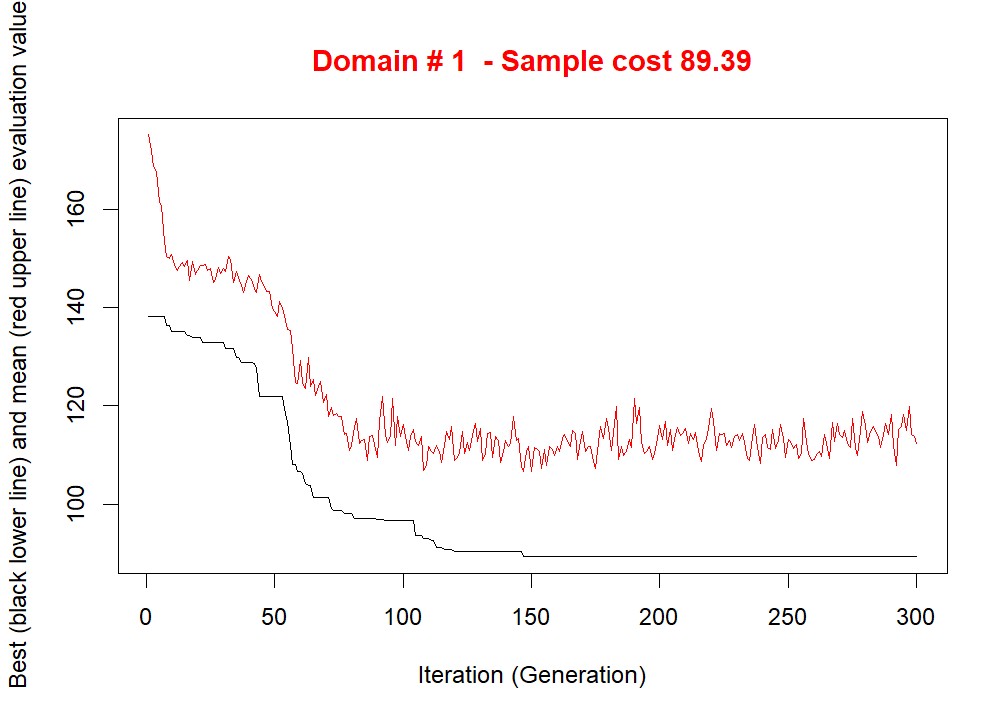 Domain # 1  - Sample cost 89.39
Best (black lower line) and mean (red upper line) evaluation value
160
140
120
100
0 50 100 150 200 250 300
Iteration (Generation)